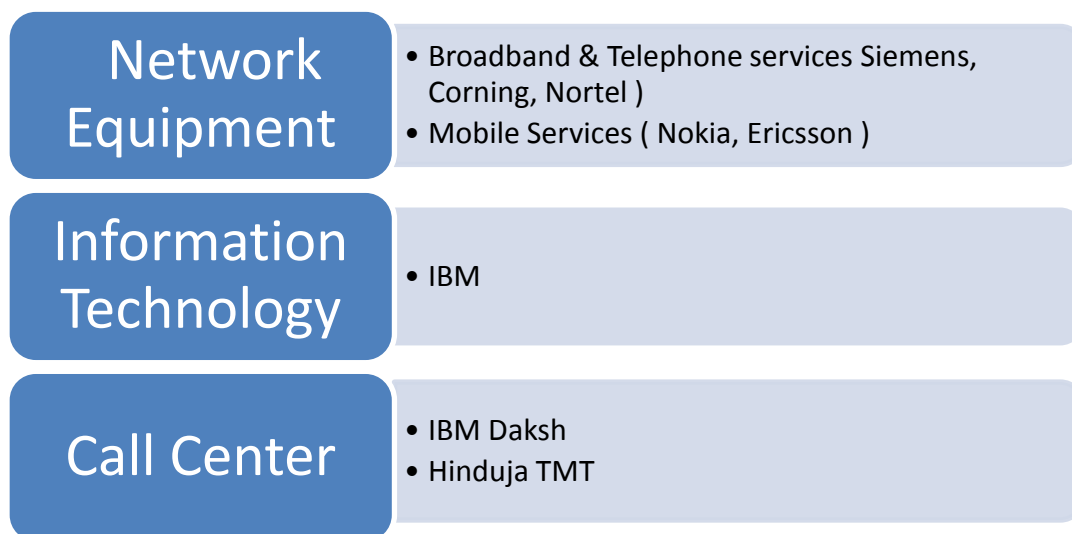 Network
Equipment
• Broadband & Telephone services Siemens,
Corning, Nortel )
• Mobile Services ( Nokia, Ericsson )
Information
Technology
• IBM
Call Center
• IBM Daksh
• Hinduja TMT